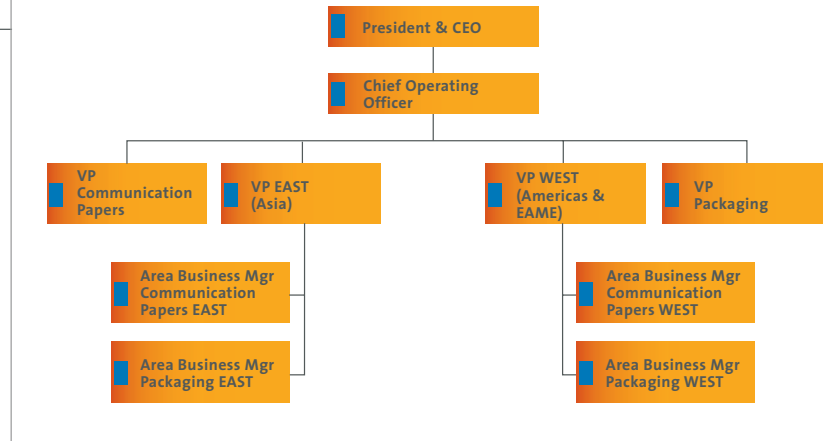 President & CEO
Chief Operating
Officer
VP
Communication
Papers
VP EAST
(Asia)
VP WEST
(Americas &
EAME)
VP
Packaging
Area Business Mgr
Communication
Papers EAST
Area Business Mgr
Communication
Papers WEST
Area Business Mgr
Packaging EAST
Area Business Mgr
Packaging WEST